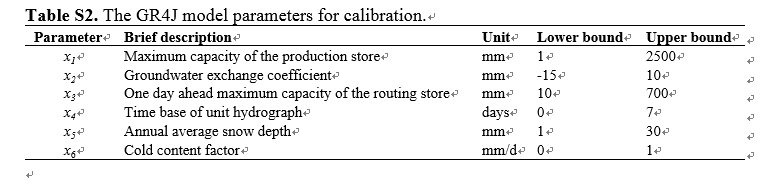 Table S2. The GR4J model parameters for calibration.
Parameter Brief description Unit Lower bound Upper bound
x1 Maximum capacity of the production store mm 1 2500
x2 Groundwater exchange coefficient mm -15 10
x3 One day ahead maximum capacity of the routing store mm 10 700
x4 Time base of unit hydrograph days 0 7
x5 Annual average snow depth mm 1 30
x6 Cold content factor mm/d 0 1